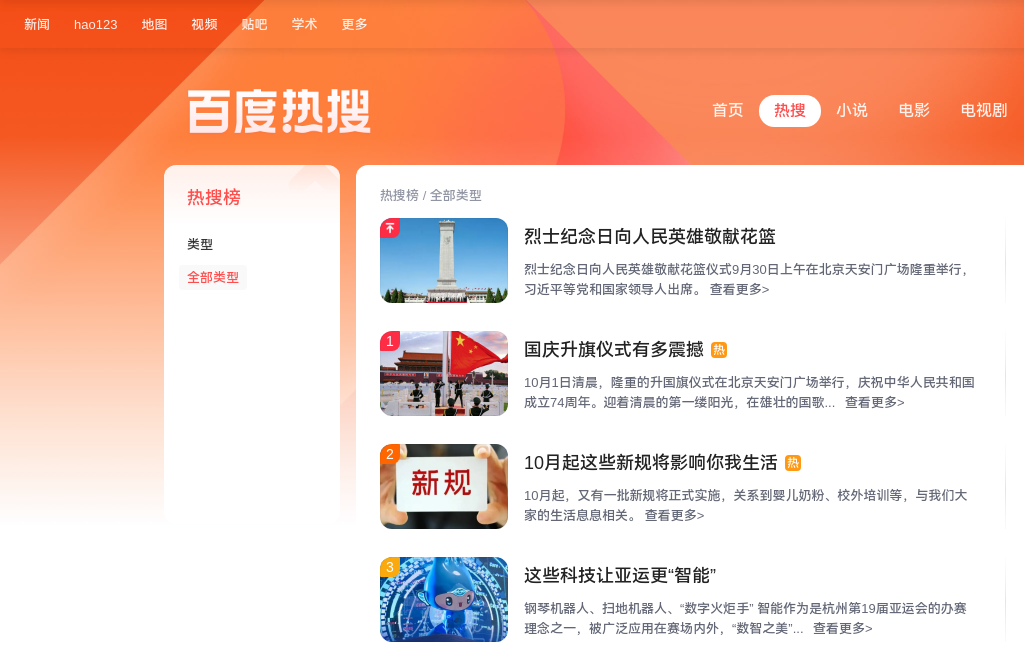 新闻 hao123 地图 视频 贴吧 学术 更多
百度热搜
首页 热搜 小说 电影 电视剧
热搜榜
类型
全部类型
热搜榜 / 全部类型
烈士纪念日向人民英雄敬献花篮
烈士纪念日向人民英雄敬献花篮仪式9月30日上午在北京天安门广场隆重举行，
习近平等党和国家领导人出席。 查看更多>
1
国庆升旗仪式有多震撼 热
10月1日清晨，隆重的升国旗仪式在北京天安门广场举行，庆祝中华人民共和国
成立74周年。迎着清晨的第一缕阳光，在雄壮的国歌... 查看更多>
2
新规
10月起这些新规将影响你我生活 热
10月起，又有一批新规将正式实施，关系到婴儿奶粉、校外培训等，与我们大
家的生活息息相关。 查看更多>
3
这些科技让亚运更“智能”
钢琴机器人、扫地机器人、“数字火炬手” 智能作为是杭州第19届亚运会的办赛
理念之一，被广泛应用在赛场内外，“数智之美”... 查看更多>